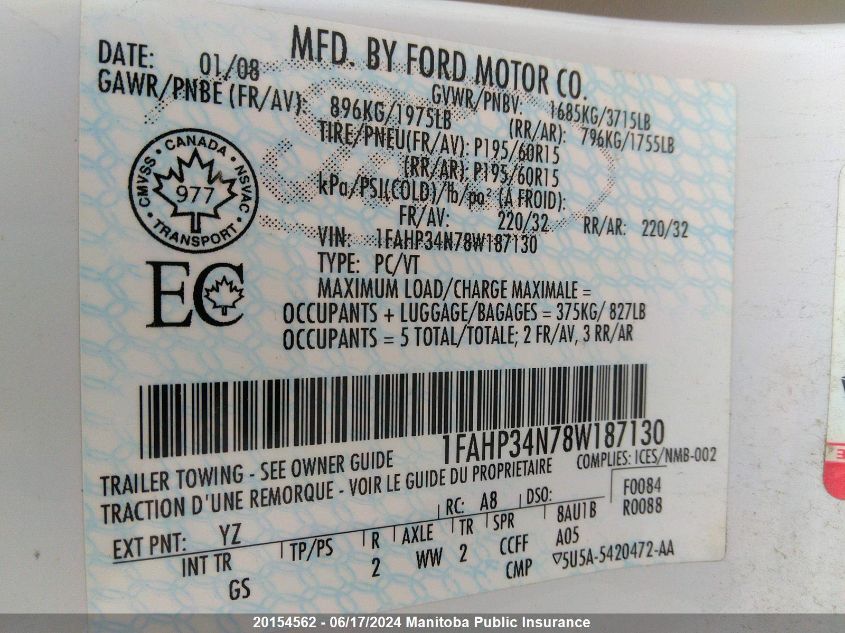 MFD. BY FORD MOTOR CO.
DATE: 01/08 GVWR/PNBV: 1685KG/3715LB
GAWR/PNBE (FR/AV): 896KG/1975LB (RR/AR): 796KG/1755LB
TIRE/PNEU(FR/AV): P195/60R15
(RR/AR): P195/60R15
kPa/PSI(COLD)/lb/po² (À FROID):
FR/AV: 220/32 RR/AR: 220/32
VIN: 1FAHP34N78W187130
TYPE: PC/VT
MAXIMUM LOAD/CHARGE MAXIMALE =
OCCUPANTS + LUGGAGE/BAGAGES = 375KG/ 827LB
OCCUPANTS = 5 TOTAL/TOTALE; 2 FR/AV, 3 RR/AR
CMVSS • CANADA • NSVAC • TRANSPORT •
977
EC
1FAHP34N78W187130
TRAILER TOWING - SEE OWNER GUIDE COMPLIES: ICES/NMB-002
TRACTION D'UNE REMORQUE - VOIR LE GUIDE DU PROPRIETAIRE
EXT PNT: YZ RC: A8 DSO: F0084
R0088
INT TR TP/PS R AXLE TR SPR 8AU1B
GS 2 WW 2 CCFF A05
CMP ▽5U5A-5420472-AA
20154562 - 06/17/2024 Manitoba Public Insurance